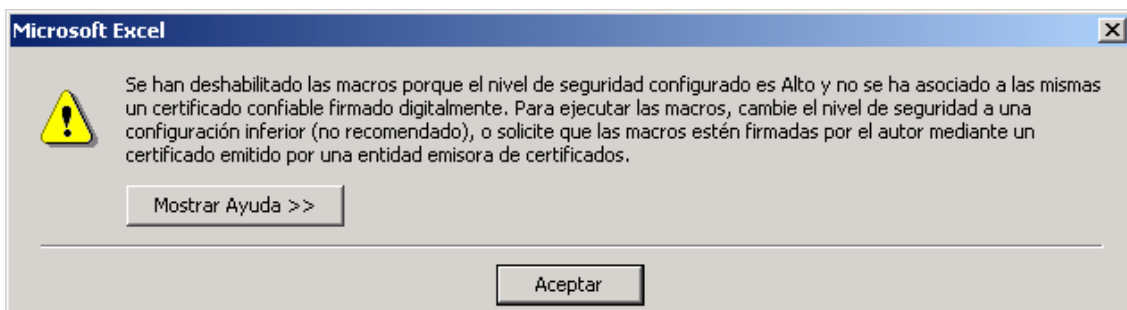 Microsoft Excel
Se han deshabilitado las macros porque el nivel de seguridad configurado es Alto y no se ha asociado a las mismas
un certificado confiable firmado digitalmente. Para ejecutar las macros, cambie el nivel de seguridad a una
configuración inferior (no recomendado), o solicite que las macros estén firmadas por el autor mediante un
certificado emitido por una entidad emisora de certificados.
Mostrar Ayuda >>
Aceptar